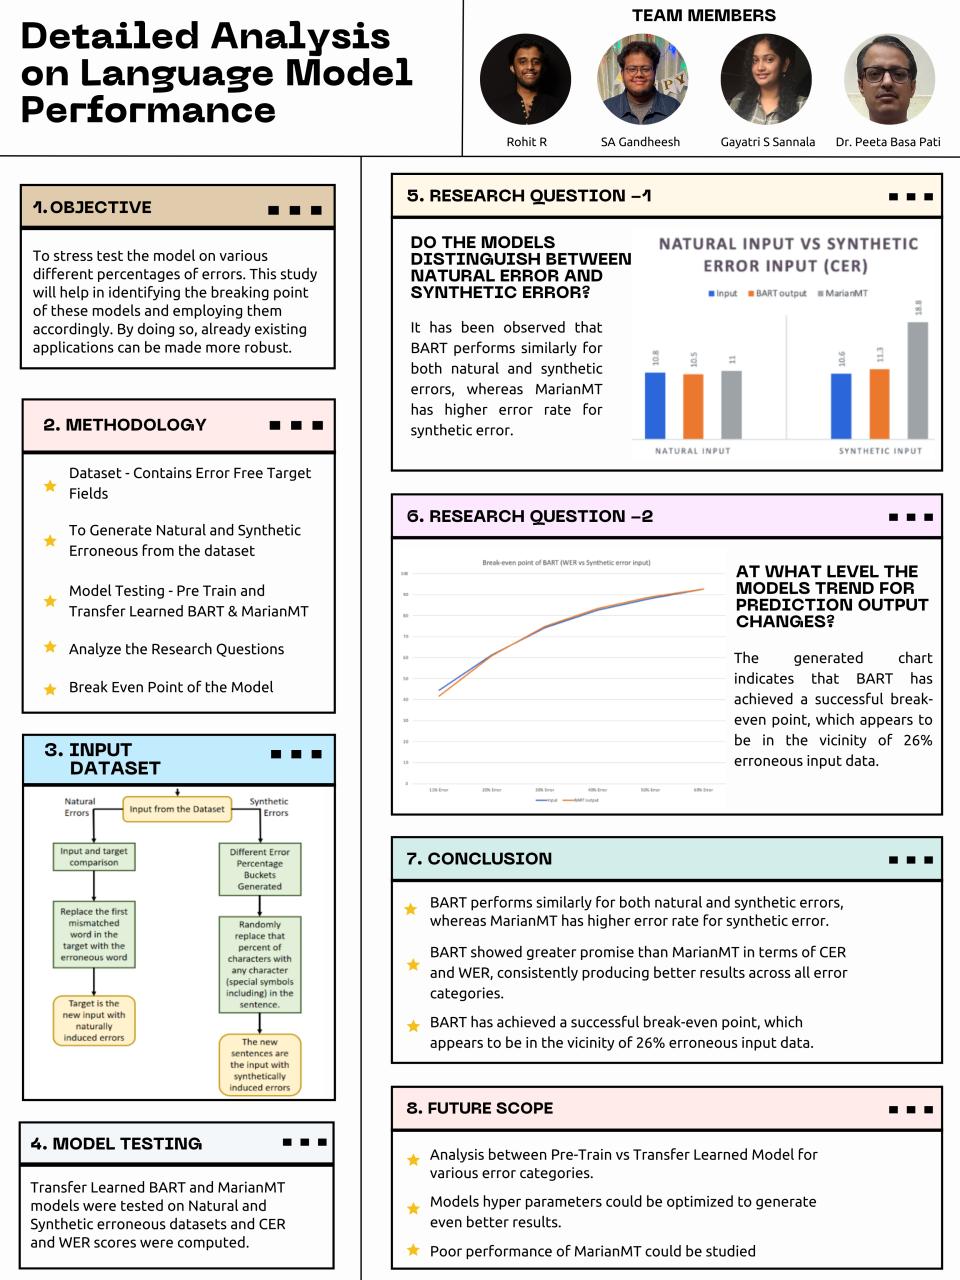 Detailed Analysis
on Language Model
Performance
TEAM MEMBERS
Rohit R
SA Gandheesh
Gayatri S Sannala
Dr. Peeta Basa Pati
1.OBJECTIVE
To stress test the model on various
different percentages of errors. This study
will help in identifying the breaking point
of these models and employing them
accordingly. By doing so, already existing
applications can be made more robust.
2. METHODOLOGY
Dataset - Contains Error Free Target
Fields
To Generate Natural and Synthetic
Erroneous from the dataset
Model Testing - Pre Train and
Transfer Learned BART & MarianMT
Analyze the Research Questions
Break Even Point of the Model
3. INPUT
DATASET
Natural
Errors
Input from the Dataset
Synthetic
Errors
Input and target
comparison
Replace the first
mismatched
word in the
target with the
erroneous word
Target is the
new input with
naturally
induced errors
Different Error
Percentage
Buckets
Generated
Randomly
replace that
percent of
characters with
any character
(special symbols
including) in the
sentence.
The new
sentences are
the input with
synthetically
induced errors
4. MODEL TESTING
Transfer Learned BART and MarianMT
models were tested on Natural and
Synthetic erroneous datasets and CER
and WER scores were computed.
5. RESEARCH QUESTION -1
DO THE MODELS
DISTINGUISH BETWEEN
NATURAL ERROR AND
SYNTHETIC ERROR?
It has been observed that
BART performs similarly for
both natural and synthetic
errors, whereas MarianMT
has higher error rate for
synthetic error.
NATURAL INPUT VS SYNTHETIC
ERROR INPUT (CER)
Input BART output MarianMT
10.8
10.5
11
10.6
11.3
18.8
NATURAL INPUT
SYNTHETIC INPUT
6. RESEARCH QUESTION -2
Break-even point of BART (WER vs Synthetic error input)
100
90
80
70
60
50
40
30
20
10
0
20% Error
30% Error
40% Error
50% Error
60% Error
Input BART output
AT WHAT LEVEL THE
MODELS TREND FOR
PREDICTION OUTPUT
CHANGES?
The generated chart
indicates that BART has
achieved a successful break-
even point, which appears to
be in the vicinity of 26%
erroneous input data.
7. CONCLUSION
BART performs similarly for both natural and synthetic errors,
whereas MarianMT has higher error rate for synthetic error.
BART showed greater promise than MarianMT in terms of CER
and WER, consistently producing better results across all error
categories.
BART has achieved a successful break-even point, which
appears to be in the vicinity of 26% erroneous input data.
8. FUTURE SCOPE
Analysis between Pre-Train vs Transfer Learned Model for
various error categories.
Models hyper parameters could be optimized to generate
even better results.
Poor performance of MarianMT could be studied